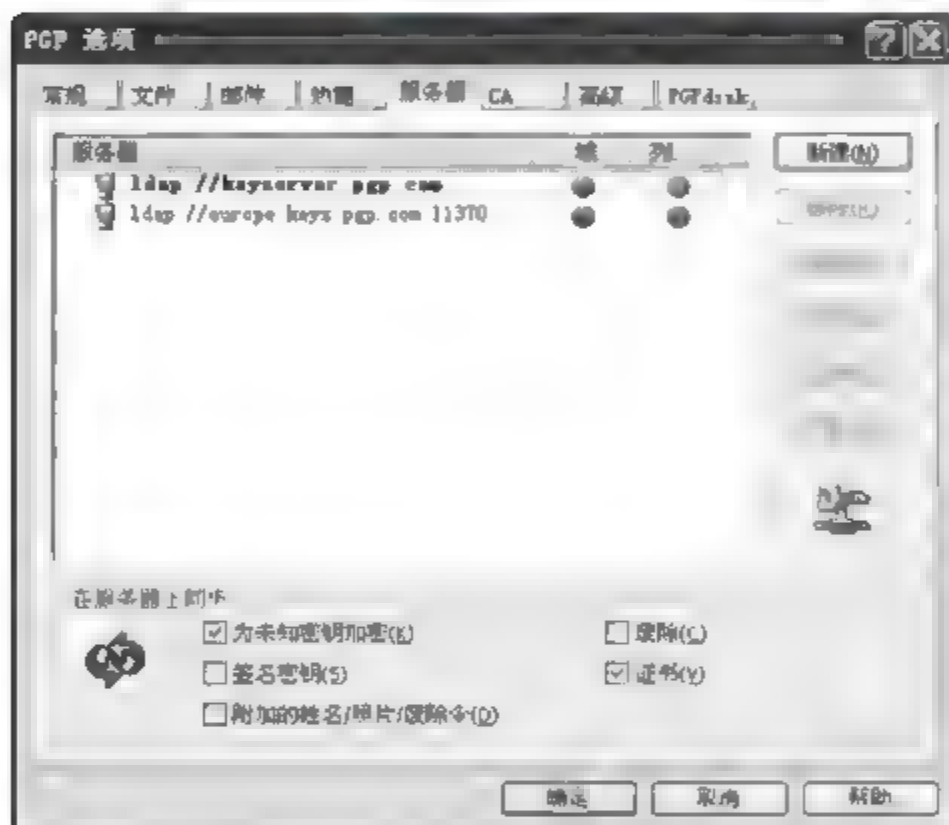 PGP 选项
常规 文件 邮件 热键 服务器 CA 高级 PGPdisk
服务器 域 列
新建(N)
ldap //keyserver pgp com
ldap //europe keys pgp.com 11370
在服务器上同步
为未知密钥加密(K)
废除(C)
签名密钥(S)
证书(V)
附加的姓名/照片/废除令(D)
确定 取消 帮助